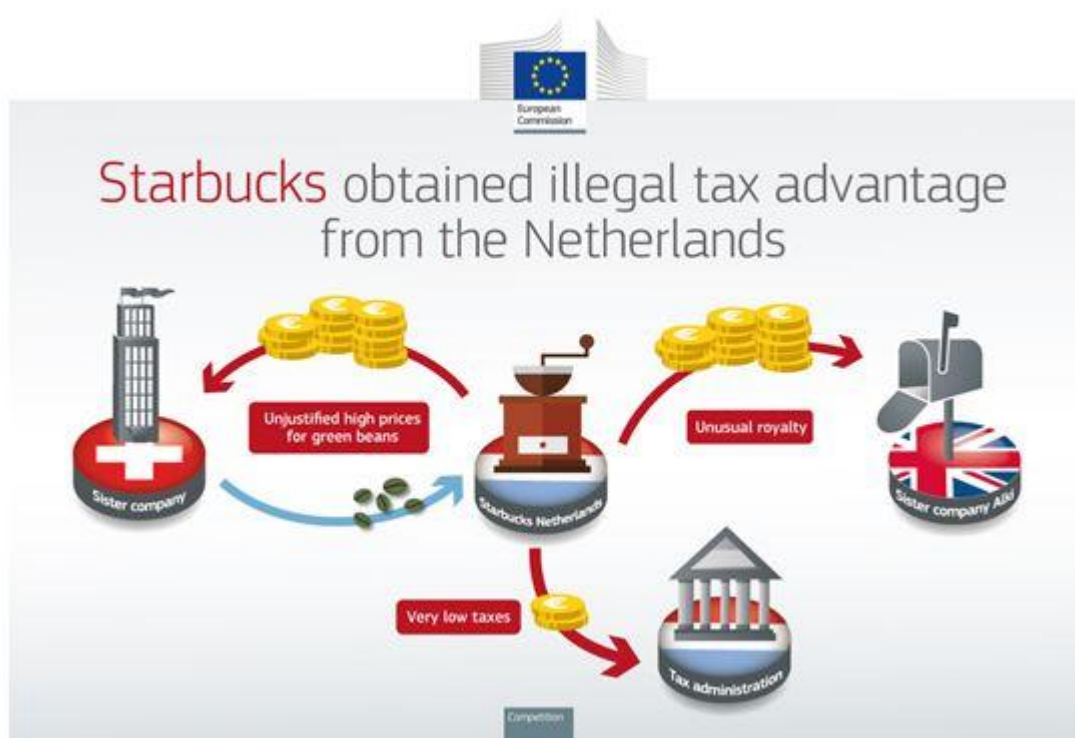 European
Commission
Starbucks obtained illegal tax advantage
from the Netherlands
Unjustified high prices
for green beans
Unusual royalty
Sister company
Starbucks Netherlands
Sister company Alki
Very low taxes
Tax administration
Competition